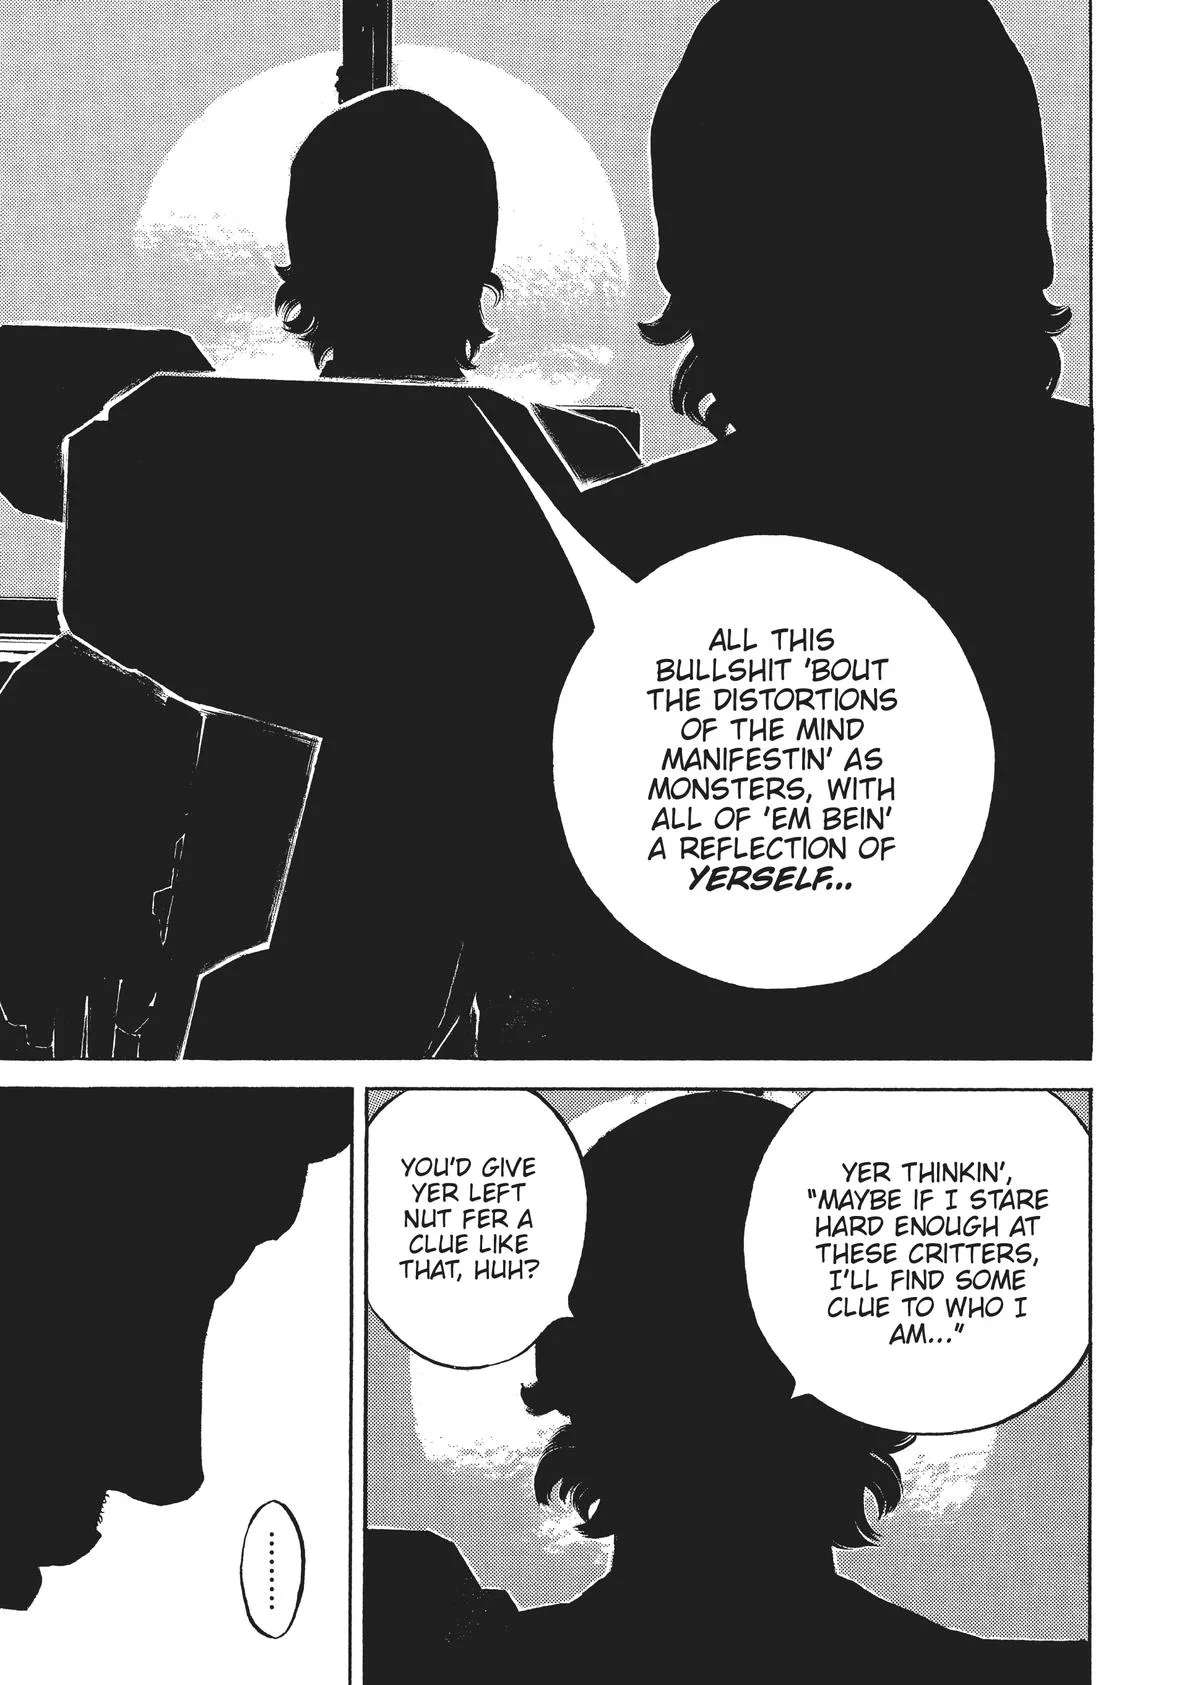 ALL THIS
BULLSHIT 'BOUT
THE DISTORTIONS
OF THE MIND
MANIFESTIN' AS
MONSTERS, WITH
ALL OF 'EM BEIN'
A REFLECTION OF
YERSELF...
YER THINKIN',
"MAYBE IF I STARE
HARD ENOUGH AT
THESE CRITTERS,
I'LL FIND SOME
CLUE TO WHO I
AM..."
YOU'D GIVE
YER LEFT
NUT FER A
CLUE LIKE
THAT, HUH?
.........